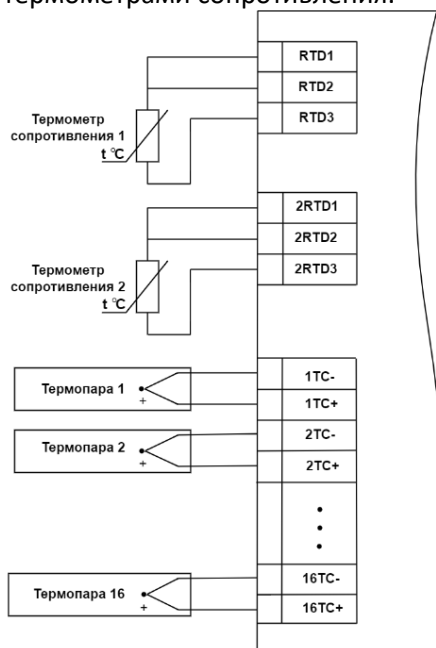 термометрами сопротивления.
RTD1
RTD2
RTD3
Термометр
сопротивления 1
t °C
2RTD1
2RTD2
2RTD3
Термометр
сопротивления 2
t °C
1TC-
1TC+
Термопара 1
+
2TC-
2TC+
Термопара 2
+
16TC-
16TC+
Термопара 16
+